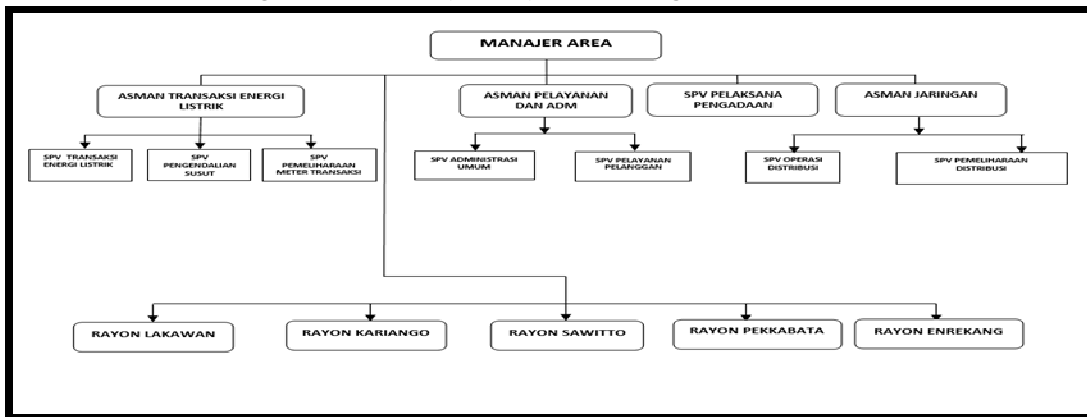 MANAJER AREA
ASMAN TRANSAKSI ENERGI
LISTRIK
ASMAN PELAYANAN
DAN ADM
SPV PELAKSANA
PENGADAAN
ASMAN JARINGAN
SPV TRANSAKSI
ENERGI LISTRIK
SPV
PENGENDALIAN
SUSUT
SPV
PEMELIHARAAN
METER TRANSAKSI
SPV ADMINISTRASI
UMUM
SPV PELAYANAN
PELANGGAN
SPV OPERASI
DISTRIBUSI
SPV PEMELIHARAAN
DISTRIBUSI
RAYON LAKAWAN
RAYON KARIANGO
RAYON SAWITTO
RAYON PEKKABATA
RAYON ENREKANG